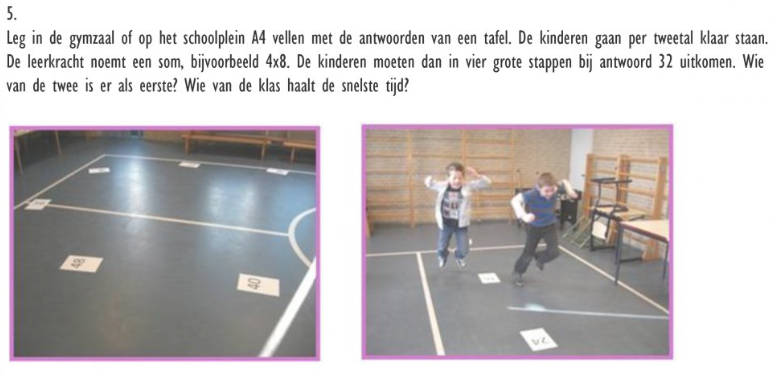 5.
Leg in de gymzaal of op het schoolplein A4 vellen met de antwoorden van een tafel. De kinderen gaan per tweetal klaar staan.
De leerkracht noemt een som, bijvoorbeeld 4x8. De kinderen moeten dan in vier grote stappen bij antwoord 32 uitkomen. Wie
van de twee is er als eerste? Wie van de klas haalt de snelste tijd?
48
40
24